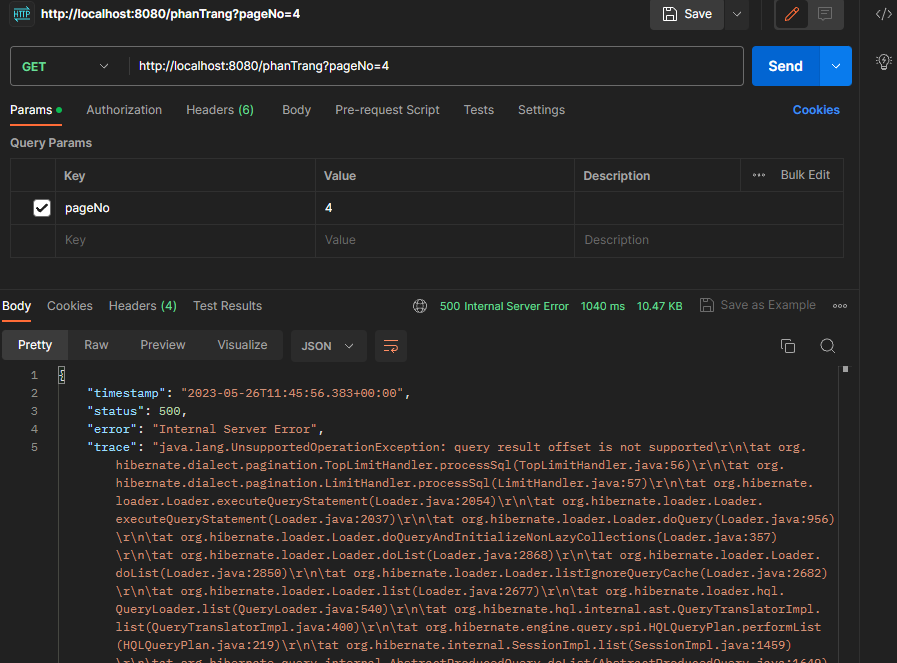 HTTP http://localhost:8080/phanTrang?pageNo=4 Save
GET http://localhost:8080/phanTrang?pageNo=4 Send
Params Authorization Headers (6) Body Pre-request Script Tests Settings Cookies
Query Params
Key Value Description Bulk Edit
pageNo 4
Key Value Description
Body Cookies Headers (4) Test Results 500 Internal Server Error 1040 ms 10.47 KB Save as Example
Pretty Raw Preview Visualize JSON
1 {
2 "timestamp": "2023-05-26T11:45:56.383+00:00",
3 "status": 500,
4 "error": "Internal Server Error",
5 "trace": "java.lang.UnsupportedOperationException: query result offset is not supported\r\n\tat org.
hibernate.dialect.pagination.TopLimitHandler.processSql(TopLimitHandler.java:56)\r\n\tat org.
hibernate.dialect.pagination.LimitHandler.processSql(LimitHandler.java:57)\r\n\tat org.hibernate.
loader.Loader.executeQueryStatement(Loader.java:2054)\r\n\tat org.hibernate.loader.Loader.
executeQueryStatement(Loader.java:2037)\r\n\tat org.hibernate.loader.Loader.doQuery(Loader.java:956)
\r\n\tat org.hibernate.loader.Loader.doQueryAndInitializeNonLazyCollections(Loader.java:357)
\r\n\tat org.hibernate.loader.Loader.doList(Loader.java:2868)\r\n\tat org.hibernate.loader.Loader.
doList(Loader.java:2850)\r\n\tat org.hibernate.loader.Loader.listIgnoreQueryCache(Loader.java:2682)
\r\n\tat org.hibernate.loader.Loader.list(Loader.java:2677)\r\n\tat org.hibernate.loader.hql.
QueryLoader.list(QueryLoader.java:540)\r\n\tat org.hibernate.hql.internal.ast.QueryTranslatorImpl.
list(QueryTranslatorImpl.java:400)\r\n\tat org.hibernate.engine.query.spi.HQLQueryPlan.performList
(HQLQueryPlan.java:219)\r\n\tat org.hibernate.internal.SessionImpl.list(SessionImpl.java:1459)
\r\n\tat org.hibernate.query.internal.AbstractProducedQuery.doList(AbstractProducedQuery.java:1649)